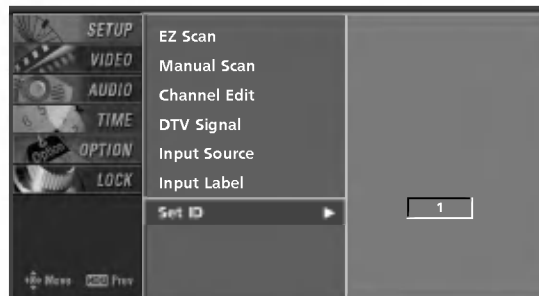 SETUP
VIDEO
AUDIO
TIME
OPTION
LOCK
EZ Scan
Manual Scan
Channel Edit
DTV Signal
Input Source
Input Label
Set ID
1
Move Prev